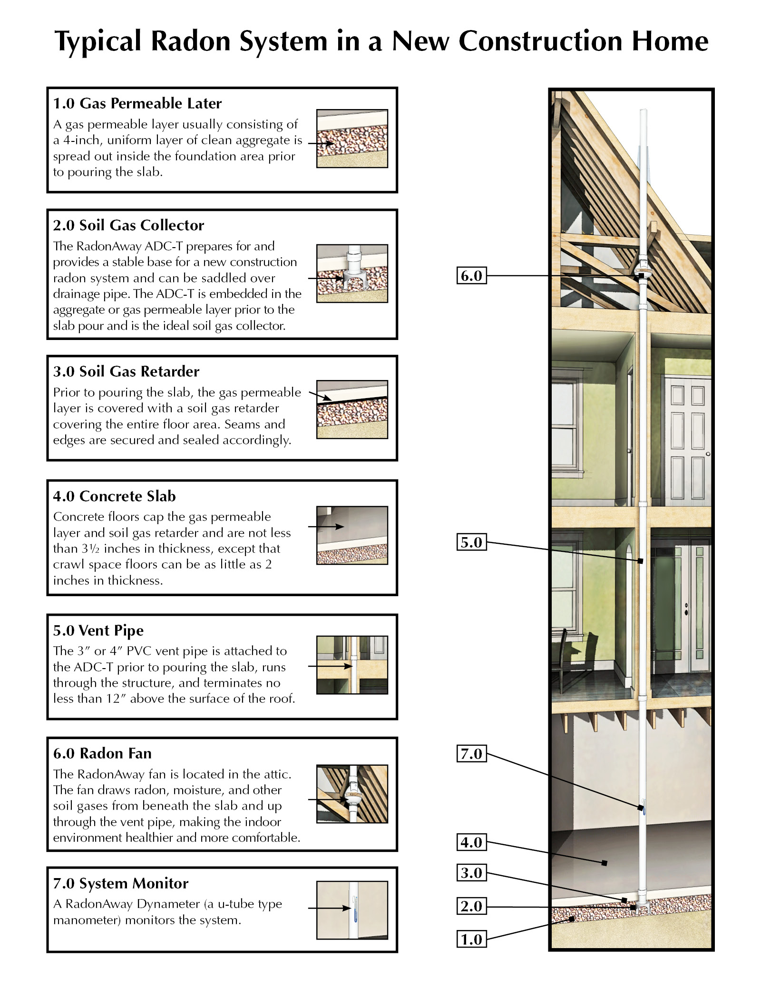 Typical Radon System in a New Construction Home
1.0 Gas Permeable Later
A gas permeable layer usually consisting of
a 4-inch, uniform layer of clean aggregate is
spread out inside the foundation area prior
to pouring the slab.
2.0 Soil Gas Collector
The RadonAway ADC-T prepares for and
provides a stable base for a new construction
radon system and can be saddled over
drainage pipe. The ADC-T is embedded in the
aggregate or gas permeable layer prior to the
slab pour and is the ideal soil gas collector.
3.0 Soil Gas Retarder
Prior to pouring the slab, the gas permeable
layer is covered with a soil gas retarder
covering the entire floor area. Seams and
edges are secured and sealed accordingly.
4.0 Concrete Slab
Concrete floors cap the gas permeable
layer and soil gas retarder and are not less
than 3½ inches in thickness, except that
crawl space floors can be as little as 2
inches in thickness.
5.0 Vent Pipe
The 3” or 4” PVC vent pipe is attached to
the ADC-T prior to pouring the slab, runs
through the structure, and terminates no
less than 12” above the surface of the roof.
6.0 Radon Fan
The RadonAway fan is located in the attic.
The fan draws radon, moisture, and other
soil gases from beneath the slab and up
through the vent pipe, making the indoor
environment healthier and more comfortable.
7.0 System Monitor
A RadonAway Dynameter (a u-tube type
manometer) monitors the system.
6.0
5.0
7.0
4.0
3.0
2.0
1.0